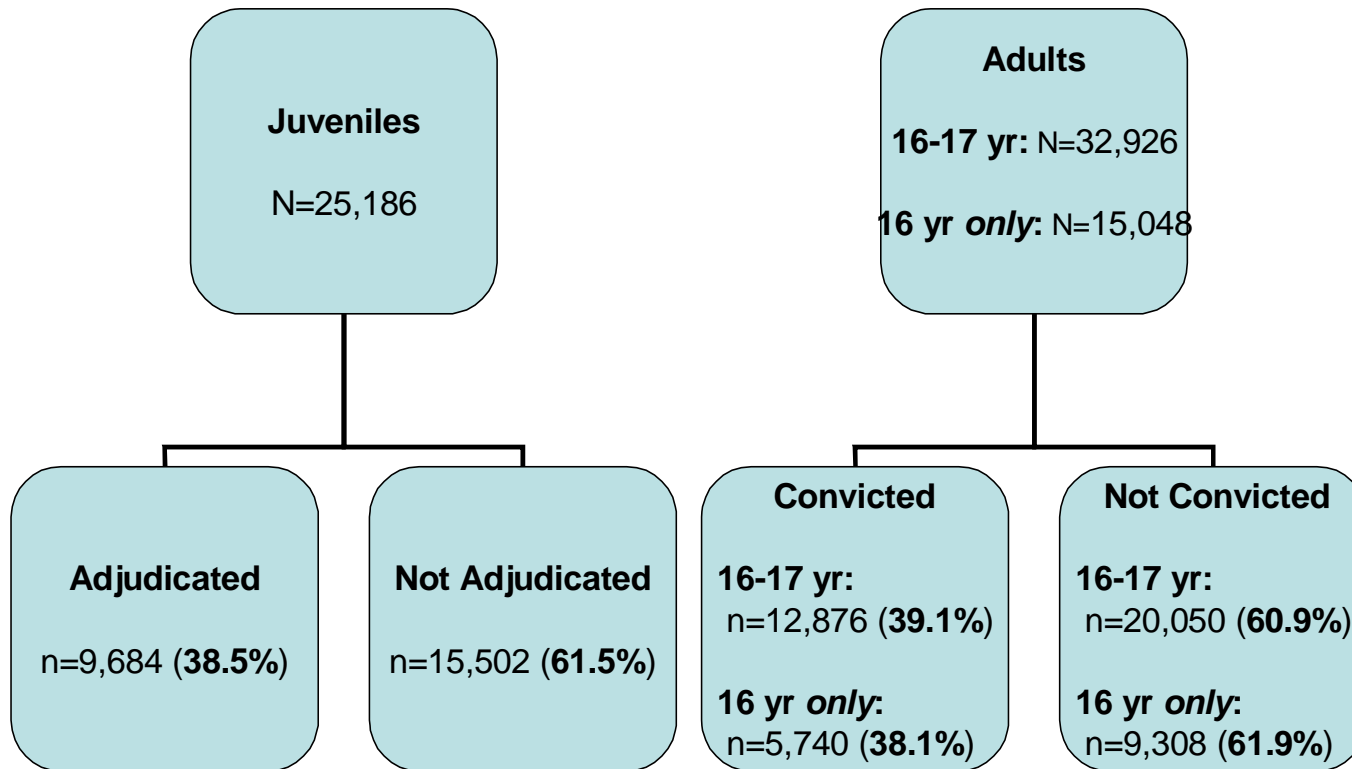 Juveniles
N=25,186
Adults
16-17 yr: N=32,926
16 yr only: N=15,048
Adjudicated
n=9,684 (38.5%)
Not Adjudicated
n=15,502 (61.5%)
Convicted
16-17 yr:
n=12,876 (39.1%)
16 yr only:
n=5,740 (38.1%)
Not Convicted
16-17 yr:
n=20,050 (60.9%)
16 yr only:
n=9,308 (61.9%)